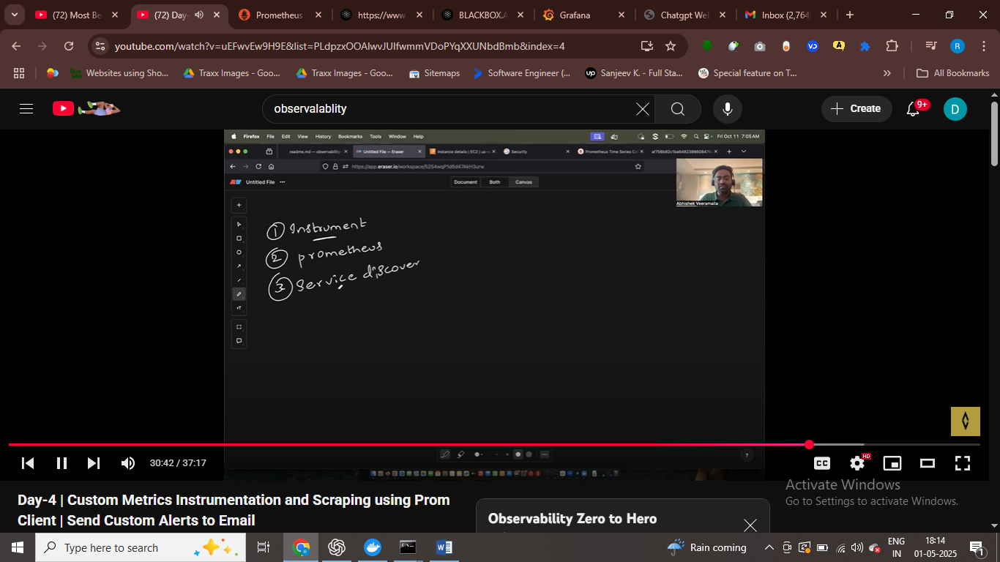 (72) Most Be
(72) Day-
Prometheus
https://www.
BLACKBOX.A
Grafana
Chatgpt Web
Inbox (2,764
youtube.com/watch?v=uEFwvEw9H9E&list=PLdpzxOOAlwvJUIfwmmVDoPYqXXUNbdBmb&index=4
Websites using Sho...
Traxx Images - Goo...
Traxx Images - Goo...
Sitemaps
Software Engineer (...
Sanjeev K. - Full Sta...
Special feature on T...
All Bookmarks
observalablity
Create
9+
D
Firefox File Edit View History Bookmarks Tools Window Help
Fri Oct 11 7:05 AM
readme.md — observability-
Untitled File — Eraser
Instance details | EC2 | us-
Security
Prometheus Time Series Co
https://app.eraser.io/workspace/52S4wqP1d6d47AkH3urw
Untitled File
Document Both Canvas
Abhishek Veeramalla
1 Instrument
2 prometheus
3 Service discover
30:42 / 37:17
CC
HD
Day-4 | Custom Metrics Instrumentation and Scraping using Prom
Client | Send Custom Alerts to Email
Observability Zero to Hero
Activate Windows
Go to Settings to activate Windows.
Type here to search
Rain coming
ENG
IN
18:14
01-05-2025
1